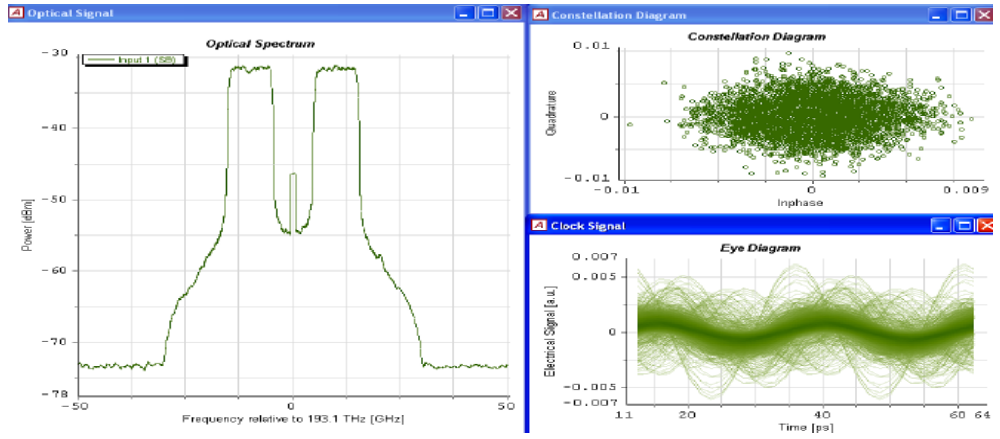 Optical Signal
Optical Spectrum
Input 1 (SB)
-30
-40
-50
-60
-70
-78
Power [dBm]
-50
0
50
Frequency relative to 193.1 THz [GHz]
Constellation Diagram
Constellation Diagram
0.01
0
-0.01
Quadrature
-0.01
0
0.009
Inphase
Clock Signal
Eye Diagram
0.007
0.005
0
-0.005
-0.007
Electrical Signal [a.u.]
11
20
40
60
64
Time [ps]